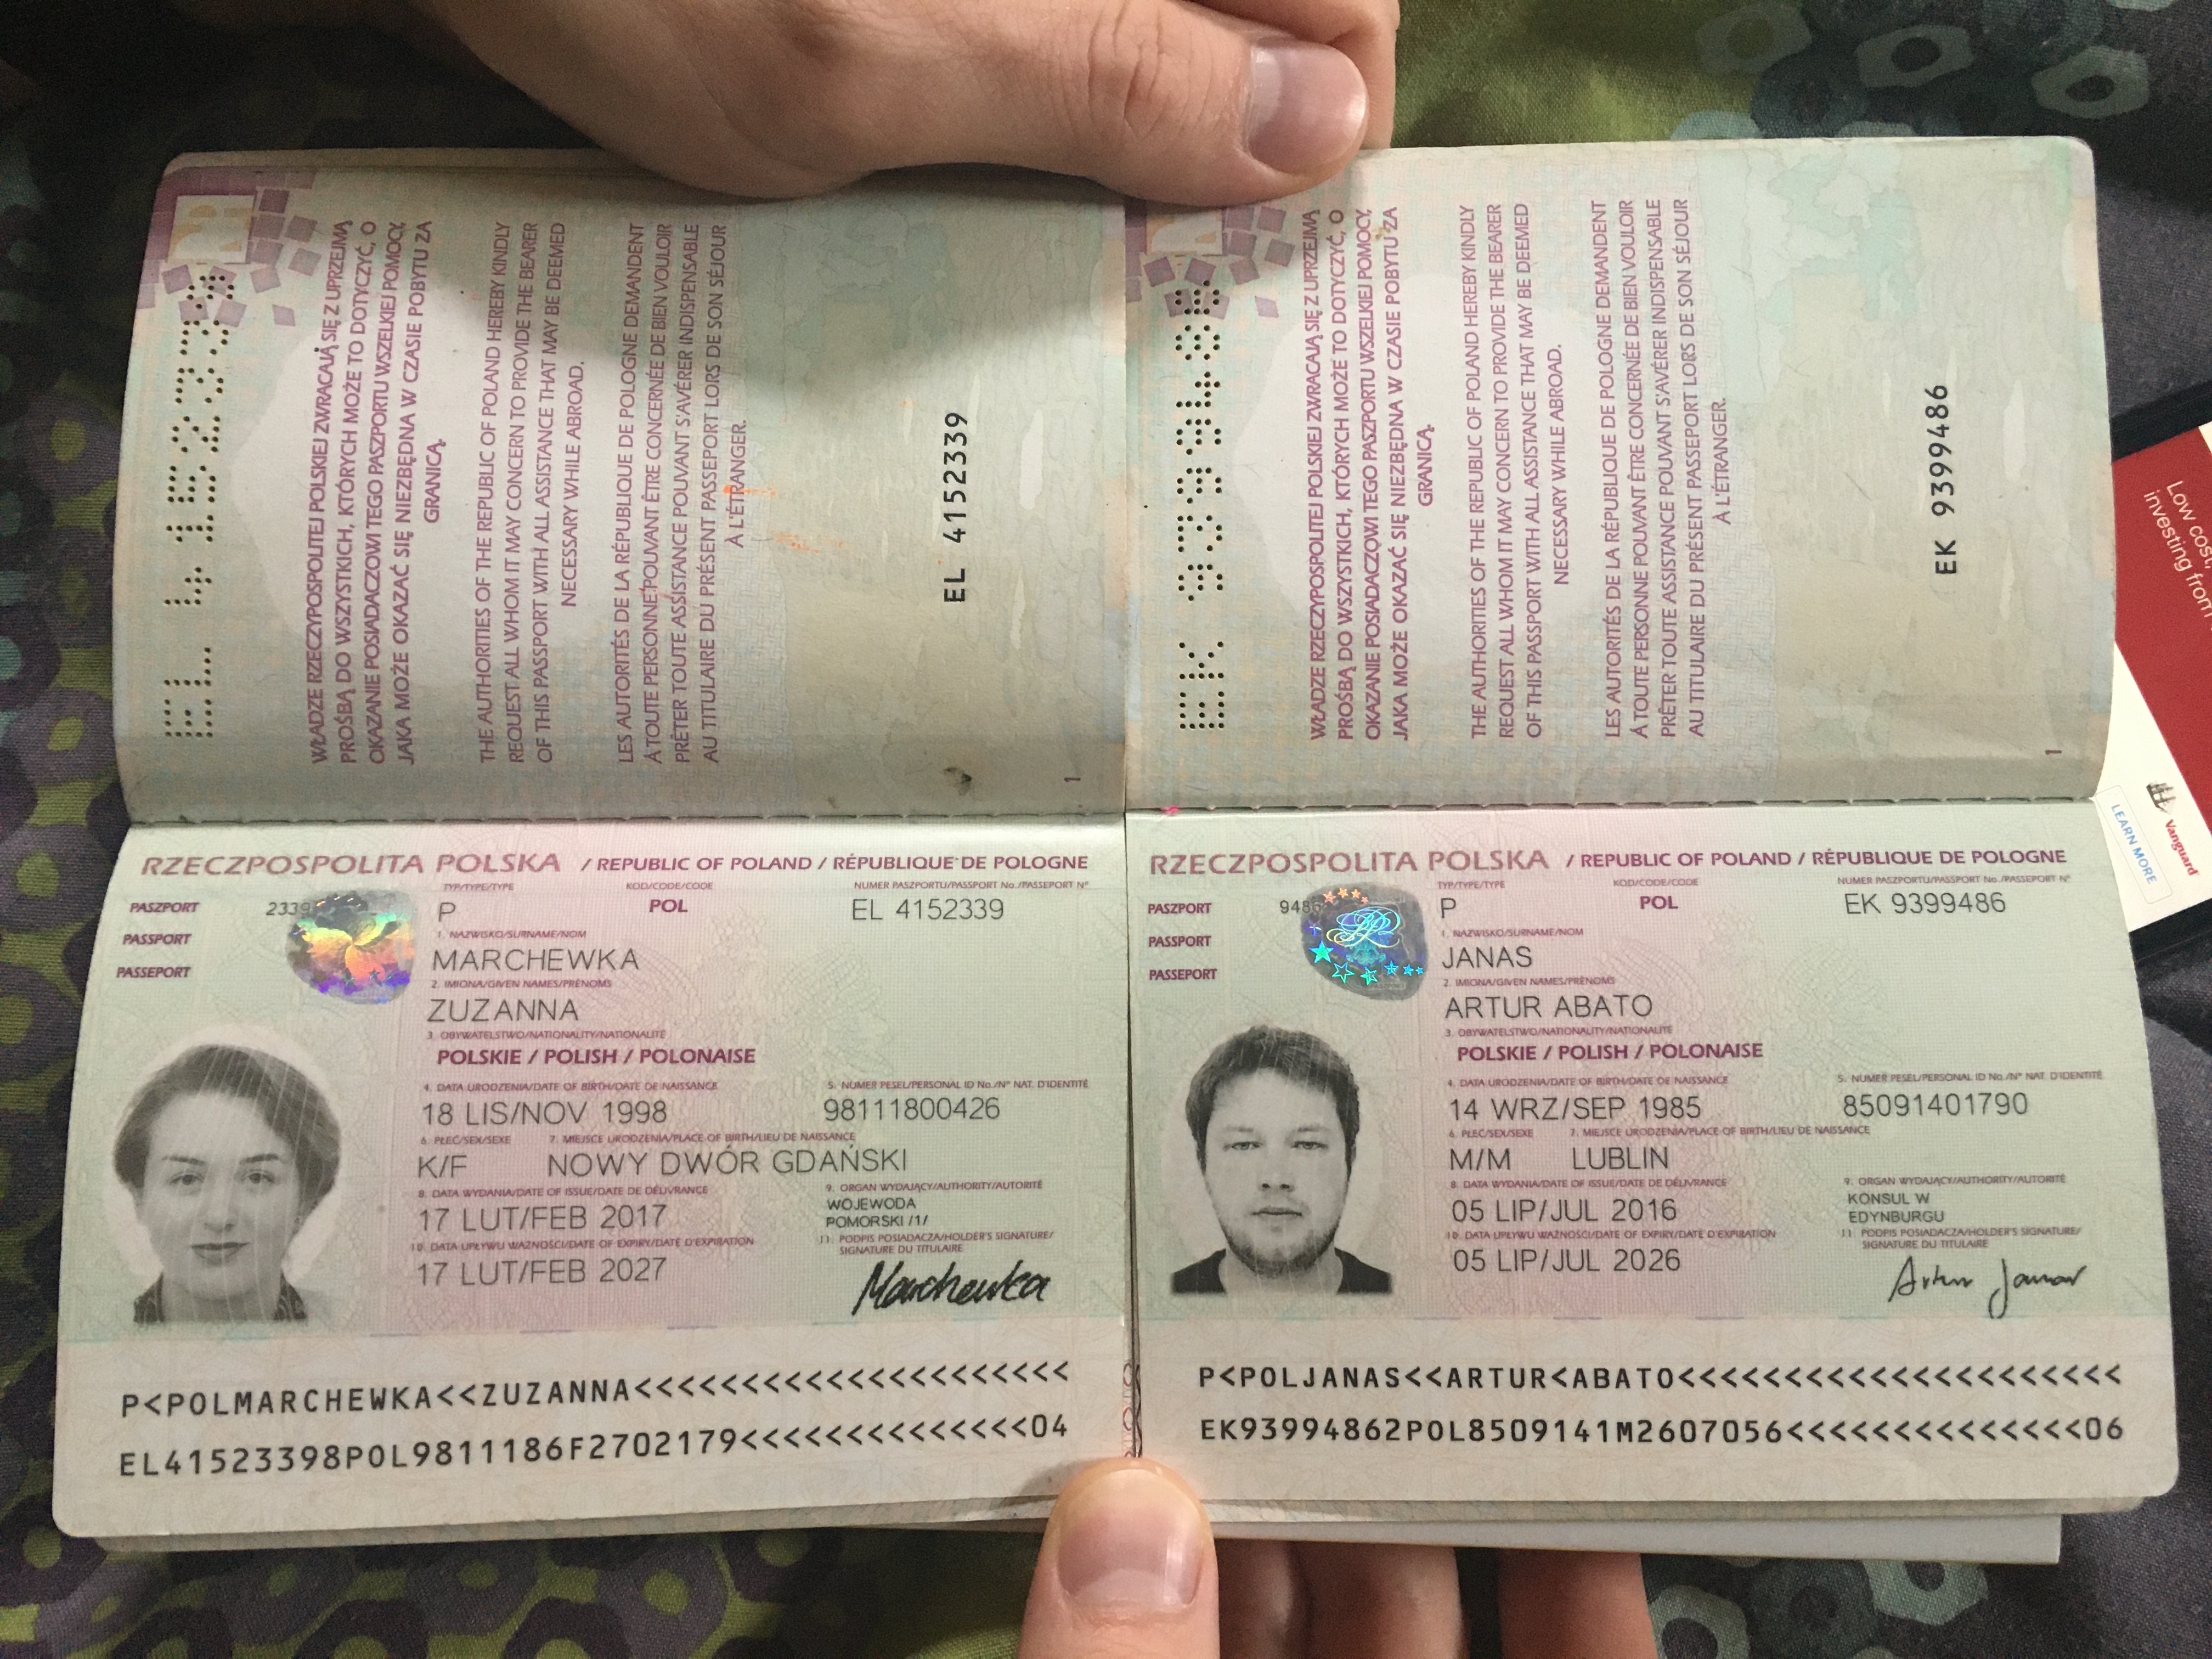 EL 4152339
WŁADZE RZECZYPOSPOLITEJ POLSKIEJ ZWRACAJĄ SIĘ Z UPRZEJMĄ
PROŚBĄ DO WSZYSTKICH, KTÓRYCH MOŻE TO DOTYCZYĆ, O
OKAZANIE POSIADACZOWI TEGO PASZPORTU WSZELKIEJ POMOCY,
JAKA MOŻE OKAZAĆ SIĘ NIEZBĘDNA W CZASIE POBYTU ZA
GRANICĄ.
THE AUTHORITIES OF THE REPUBLIC OF POLAND HEREBY KINDLY
REQUEST ALL WHOM IT MAY CONCERN TO PROVIDE THE BEARER
OF THIS PASSPORT WITH ALL ASSISTANCE THAT MAY BE DEEMED
NECESSARY WHILE ABROAD.
LES AUTORITÉS DE LA RÉPUBLIQUE DE POLOGNE DEMANDENT
À TOUTE PERSONNE POUVANT ÊTRE CONCERNÉE DE BIEN VOULOIR
PRÊTER TOUTE ASSISTANCE POUVANT S'AVÉRER INDISPENSABLE
AU TITULAIRE DU PRÉSENT PASSEPORT LORS DE SON SÉJOUR
À L'ÉTRANGER.
EL 4152339
1
EK 9399486
WŁADZE RZECZYPOSPOLITEJ POLSKIEJ ZWRACAJĄ SIĘ Z UPRZEJMĄ
PROŚBĄ DO WSZYSTKICH, KTÓRYCH MOŻE TO DOTYCZYĆ, O
OKAZANIE POSIADACZOWI TEGO PASZPORTU WSZELKIEJ POMOCY,
JAKA MOŻE OKAZAĆ SIĘ NIEZBĘDNA W CZASIE POBYTU ZA
GRANICĄ.
THE AUTHORITIES OF THE REPUBLIC OF POLAND HEREBY KINDLY
REQUEST ALL WHOM IT MAY CONCERN TO PROVIDE THE BEARER
OF THIS PASSPORT WITH ALL ASSISTANCE THAT MAY BE DEEMED
NECESSARY WHILE ABROAD.
LES AUTORITÉS DE LA RÉPUBLIQUE DE POLOGNE DEMANDENT
À TOUTE PERSONNE POUVANT ÊTRE CONCERNÉE DE BIEN VOULOIR
PRÊTER TOUTE ASSISTANCE POUVANT S'AVÉRER INDISPENSABLE
AU TITULAIRE DU PRÉSENT PASSEPORT LORS DE SON SÉJOUR
À L'ÉTRANGER.
EK 9399486
1
investing from
Vanguard
LEARN MORE
RZECZPOSPOLITA POLSKA / REPUBLIC OF POLAND / RÉPUBLIQUE DE POLOGNE
PASZPORT
PASSPORT
PASSEPORT
2339
TYP/TYPE/TYPE KOD/CODE/CODE NUMER PASZPORTU/PASSPORT No./PASSEPORT N°
P POL EL 4152339
1. NAZWISKO/SURNAME/NOM
MARCHEWKA
2. IMIONA/GIVEN NAMES/PRÉNOMS
ZUZANNA
3. OBYWATELSTWO/NATIONALITY/NATIONALITÉ
POLSKIE / POLISH / POLONAISE
4. DATA URODZENIA/DATE OF BIRTH/DATE DE NAISSANCE 5. NUMER PESEL/PERSONAL ID No./N° NAT. D'IDENTITÉ
18 LIS/NOV 1998 98111800426
6. PŁEĆ/SEX/SEXE 7. MIEJSCE URODZENIA/PLACE OF BIRTH/LIEU DE NAISSANCE
K/F NOWY DWÓR GDAŃSKI
8. DATA WYDANIA/DATE OF ISSUE/DATE DE DÉLIVRANCE 9. ORGAN WYDAJĄCY/AUTHORITY/AUTORITÉ
17 LUT/FEB 2017 WOJEWODA
POMORSKI /1/
10. DATA UPŁYWU WAŻNOŚCI/DATE OF EXPIRY/DATE D'EXPIRATION 11. PODPIS POSIADACZA/HOLDER'S SIGNATURE/
SIGNATURE DU TITULAIRE
17 LUT/FEB 2027 Marchewka
P<POLMARCHEWKA<<ZUZANNA<<<<<<<<<<<<<<<<<<<<<
EL41523398POL9811186F2702179<<<<<<<<<<<<<<04
RZECZPOSPOLITA POLSKA / REPUBLIC OF POLAND / RÉPUBLIQUE DE POLOGNE
PASZPORT
PASSPORT
PASSEPORT
9486
TYP/TYPE/TYPE KOD/CODE/CODE NUMER PASZPORTU/PASSPORT No./PASSEPORT N°
P POL EK 9399486
1. NAZWISKO/SURNAME/NOM
JANAS
2. IMIONA/GIVEN NAMES/PRÉNOMS
ARTUR ABATO
3. OBYWATELSTWO/NATIONALITY/NATIONALITÉ
POLSKIE / POLISH / POLONAISE
4. DATA URODZENIA/DATE OF BIRTH/DATE DE NAISSANCE 5. NUMER PESEL/PERSONAL ID No./N° NAT. D'IDENTITÉ
14 WRZ/SEP 1985 85091401790
6. PŁEĆ/SEX/SEXE 7. MIEJSCE URODZENIA/PLACE OF BIRTH/LIEU DE NAISSANCE
M/M LUBLIN
8. DATA WYDANIA/DATE OF ISSUE/DATE DE DÉLIVRANCE 9. ORGAN WYDAJĄCY/AUTHORITY/AUTORITÉ
05 LIP/JUL 2016 KONSUL W
EDYNBURGU
10. DATA UPŁYWU WAŻNOŚCI/DATE OF EXPIRY/DATE D'EXPIRATION 11. PODPIS POSIADACZA/HOLDER'S SIGNATURE/
SIGNATURE DU TITULAIRE
05 LIP/JUL 2026 Artur Janas
P<POLJANAS<<ARTUR<ABATO<<<<<<<<<<<<<<<<<<<<<
EK93994862POL8509141M2607056<<<<<<<<<<<<<<06